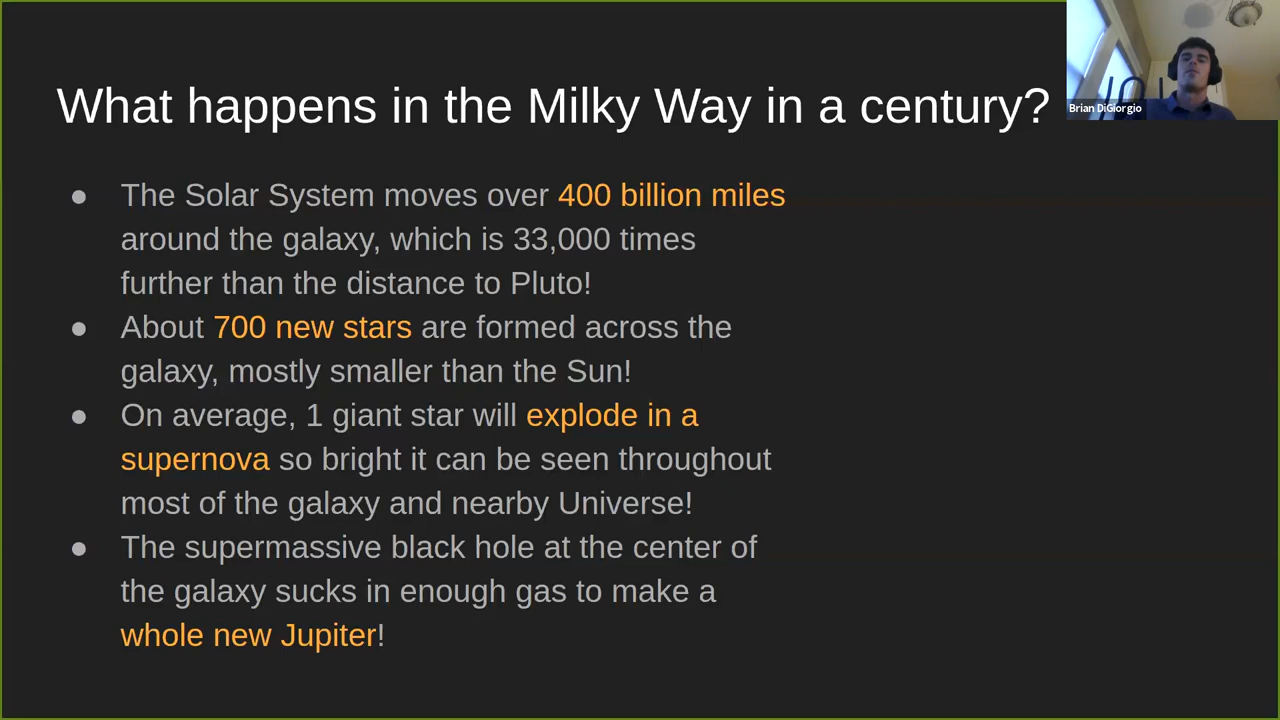 What happens in the Milky Way in a century?
Brian DiGiorgio
● The Solar System moves over 400 billion miles
around the galaxy, which is 33,000 times
further than the distance to Pluto!
● About 700 new stars are formed across the
galaxy, mostly smaller than the Sun!
● On average, 1 giant star will explode in a
supernova so bright it can be seen throughout
most of the galaxy and nearby Universe!
● The supermassive black hole at the center of
the galaxy sucks in enough gas to make a
whole new Jupiter!